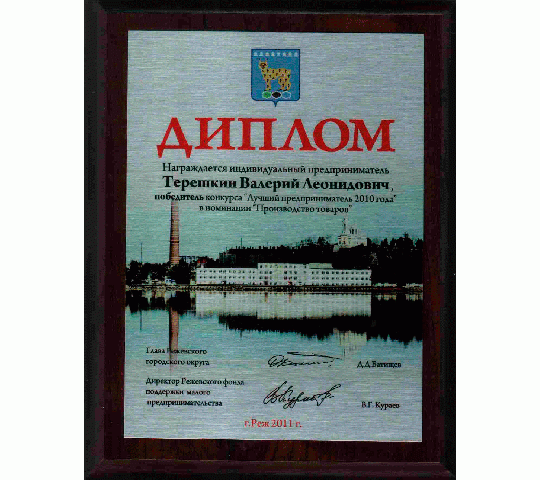 ДИПЛОМ
Награждается индивидуальный предприниматель
Терешкин Валерий Леонидович,
победитель конкурса "Лучший предприниматель 2010 года"
в номинации "Производство товаров"
Глава Режевского
городского округа
Д.Д.Батищев
Директор Режевского фонда
поддержки малого
предпринимательства
В.Г. Кураев
г.Реж 2011 г.